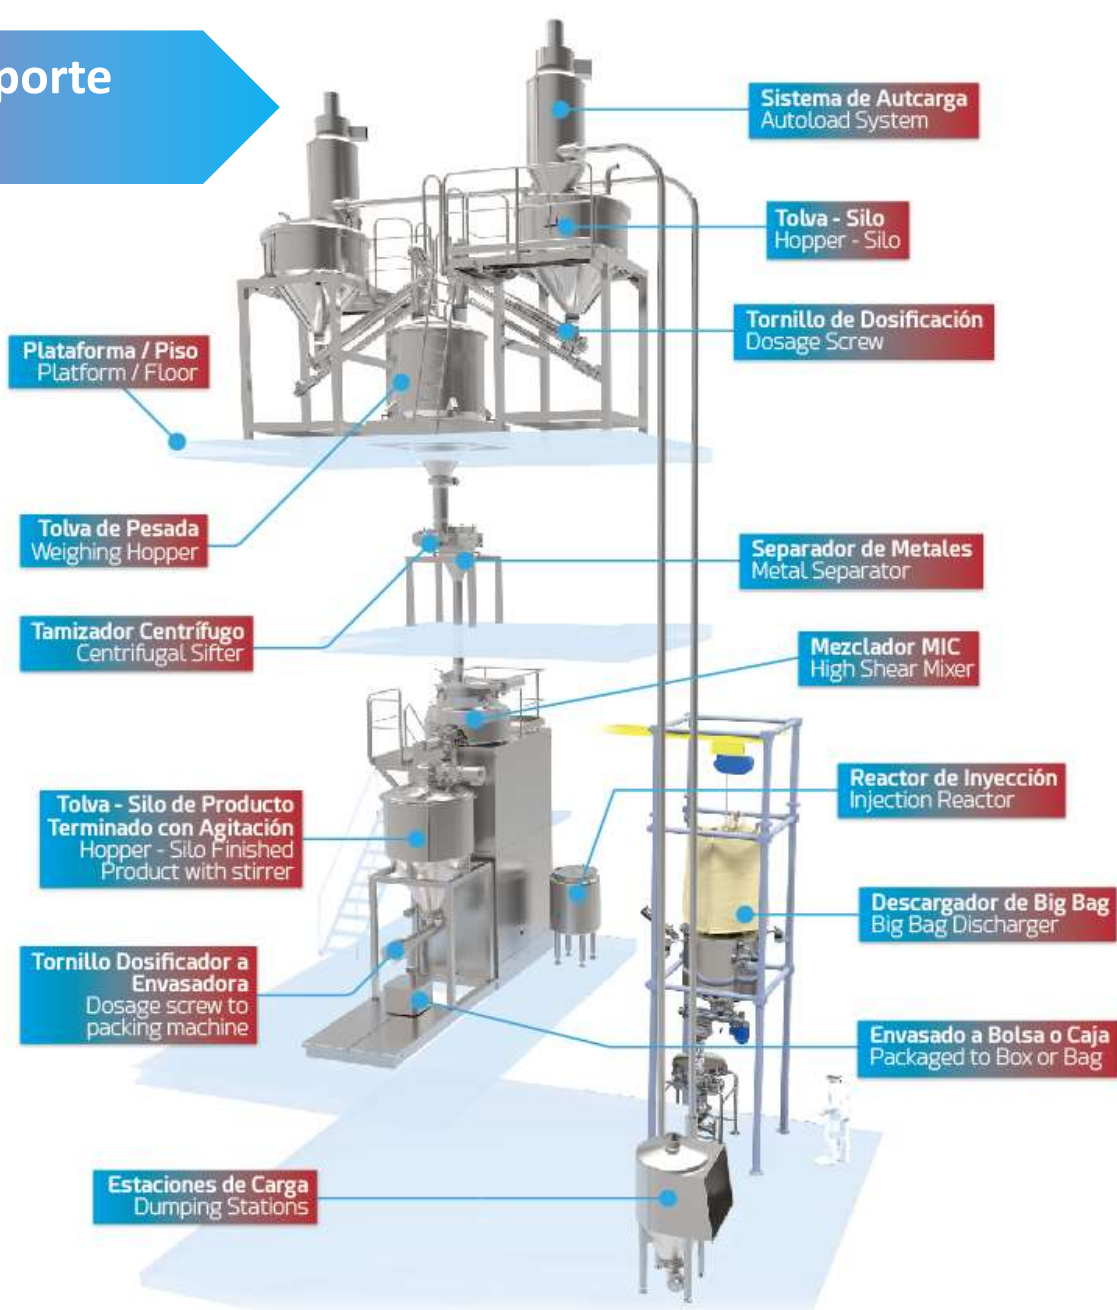 porte
Sistema de Autcarga
Autoload System
Tolva - Silo
Hopper - Silo
Tornillo de Dosificación
Dosage Screw
Plataforma / Piso
Platform / Floor
Tolva de Pesada
Weighing Hopper
Separador de Metales
Metal Separator
Tamizador Centrífugo
Centrifugal Sifter
Mezclador MIC
High Shear Mixer
Reactor de Inyección
Injection Reactor
Tolva - Silo de Producto
Terminado con Agitación
Hopper - Silo Finished
Product with stirrer
Descargador de Big Bag
Big Bag Discharger
Tornillo Dosificador a
Envasadora
Dosage screw to
packing machine
Envasado a Bolsa o Caja
Packaged to Box or Bag
Estaciones de Carga
Dumping Stations